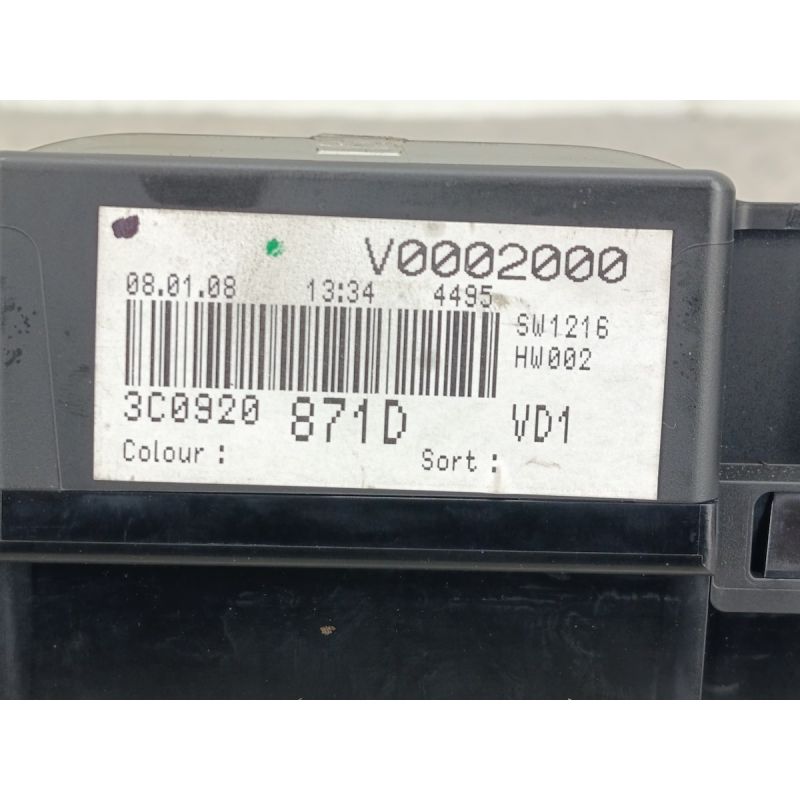 V0002000
08.01.08 13:34 4495
SW1216
HW002
3C0920 871D VD1
Colour : Sort :